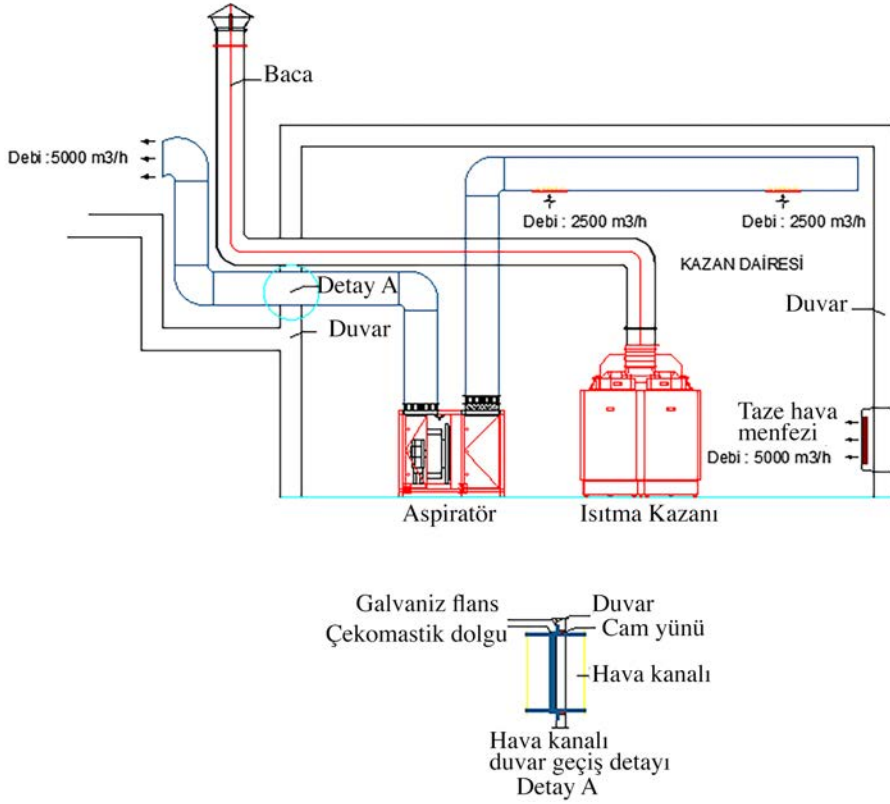 Baca
Debi :5000 m3/h
Debi : 2500 m3/h
Debi : 2500 m3/h
KAZAN DAİRESİ
Detay A
Duvar
Duvar
Taze hava
menfezi
Debi : 5000 m3/h
Aspiratör
Isıtma Kazanı
Galvaniz flans
Duvar
Çekomastik dolgu
Cam yünü
Hava kanalı
Hava kanalı
duvar geçiş detayı
Detay A